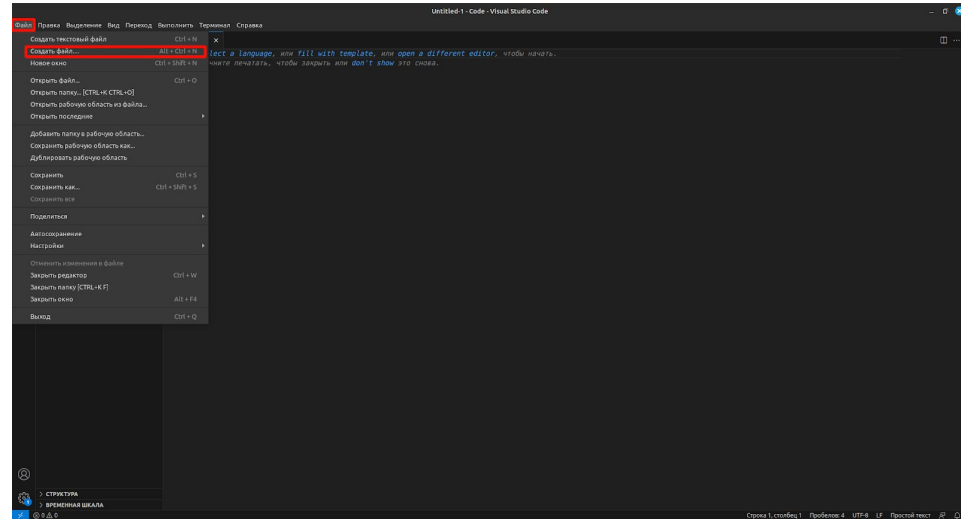 Untitled-1 - Code - Visual Studio Code
Файл Правка Выделение Вид Переход Выполнить Терминал Справка
Создать текстовый файл Ctrl + N
Создать файл... Alt + Ctrl + N
lect a language, или fill with template, или open a different editor, чтобы начать.
Новое окно Ctrl + Shift + N
чните печатать, чтобы закрыть или don't show это снова.
Открыть файл... Ctrl + O
Открыть папку... [CTRL+K CTRL+O]
Открыть рабочую область из файла...
Открыть последние
Добавить папку в рабочую область...
Сохранить рабочую область как...
Дублировать рабочую область
Сохранить Ctrl + S
Сохранить как... Ctrl + Shift + S
Сохранить все
Поделиться
Автосохранение
Настройки
Отменить изменения в файле
Закрыть редактор Ctrl + W
Закрыть папку [CTRL+K F]
Закрыть окно Alt + F4
Выход Ctrl + Q
СТРУКТУРА
ВРЕМЕННАЯ ШКАЛА
0 0 Строка 1, столбец 1 Пробелов: 4 UTF-8 LF Простой текст